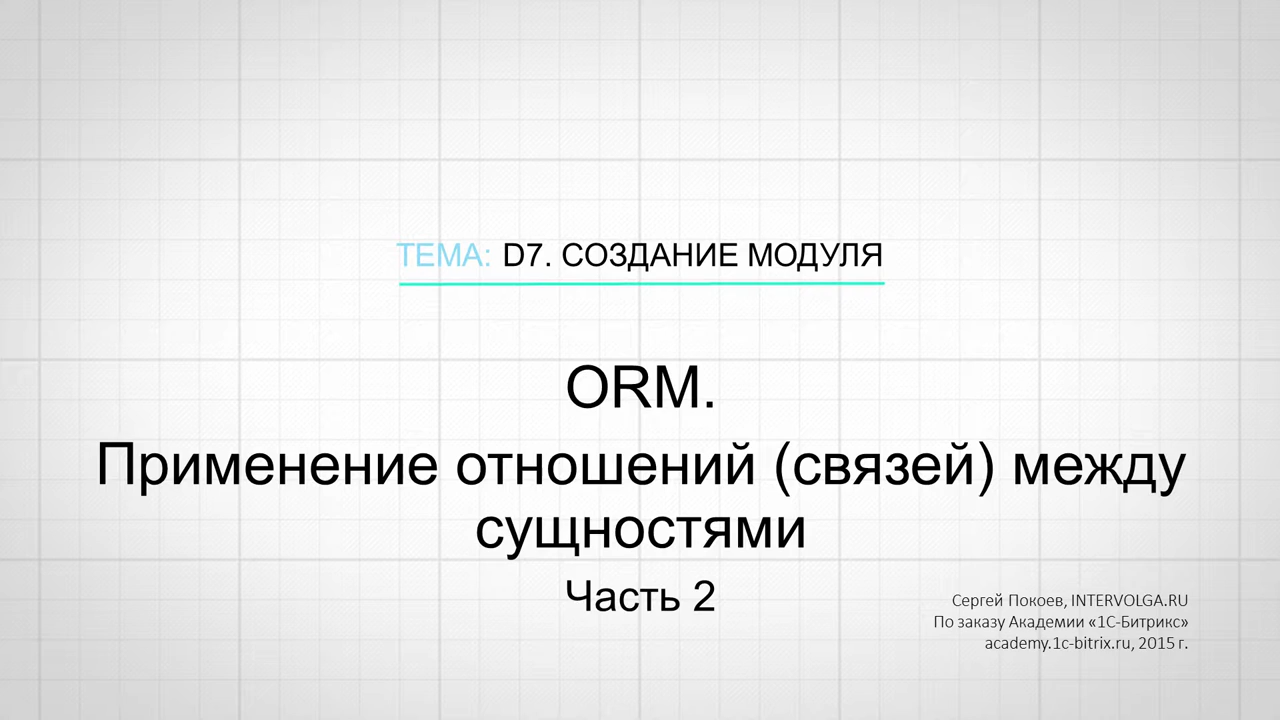 ТЕМА: D7. СОЗДАНИЕ МОДУЛЯ
ORM.
Применение отношений (связей) между
сущностями
Часть 2
Сергей Покоев, INTERVOLGA.RU
По заказу Академии «1С-Битрикс»
academy.1c-bitrix.ru, 2015 г.